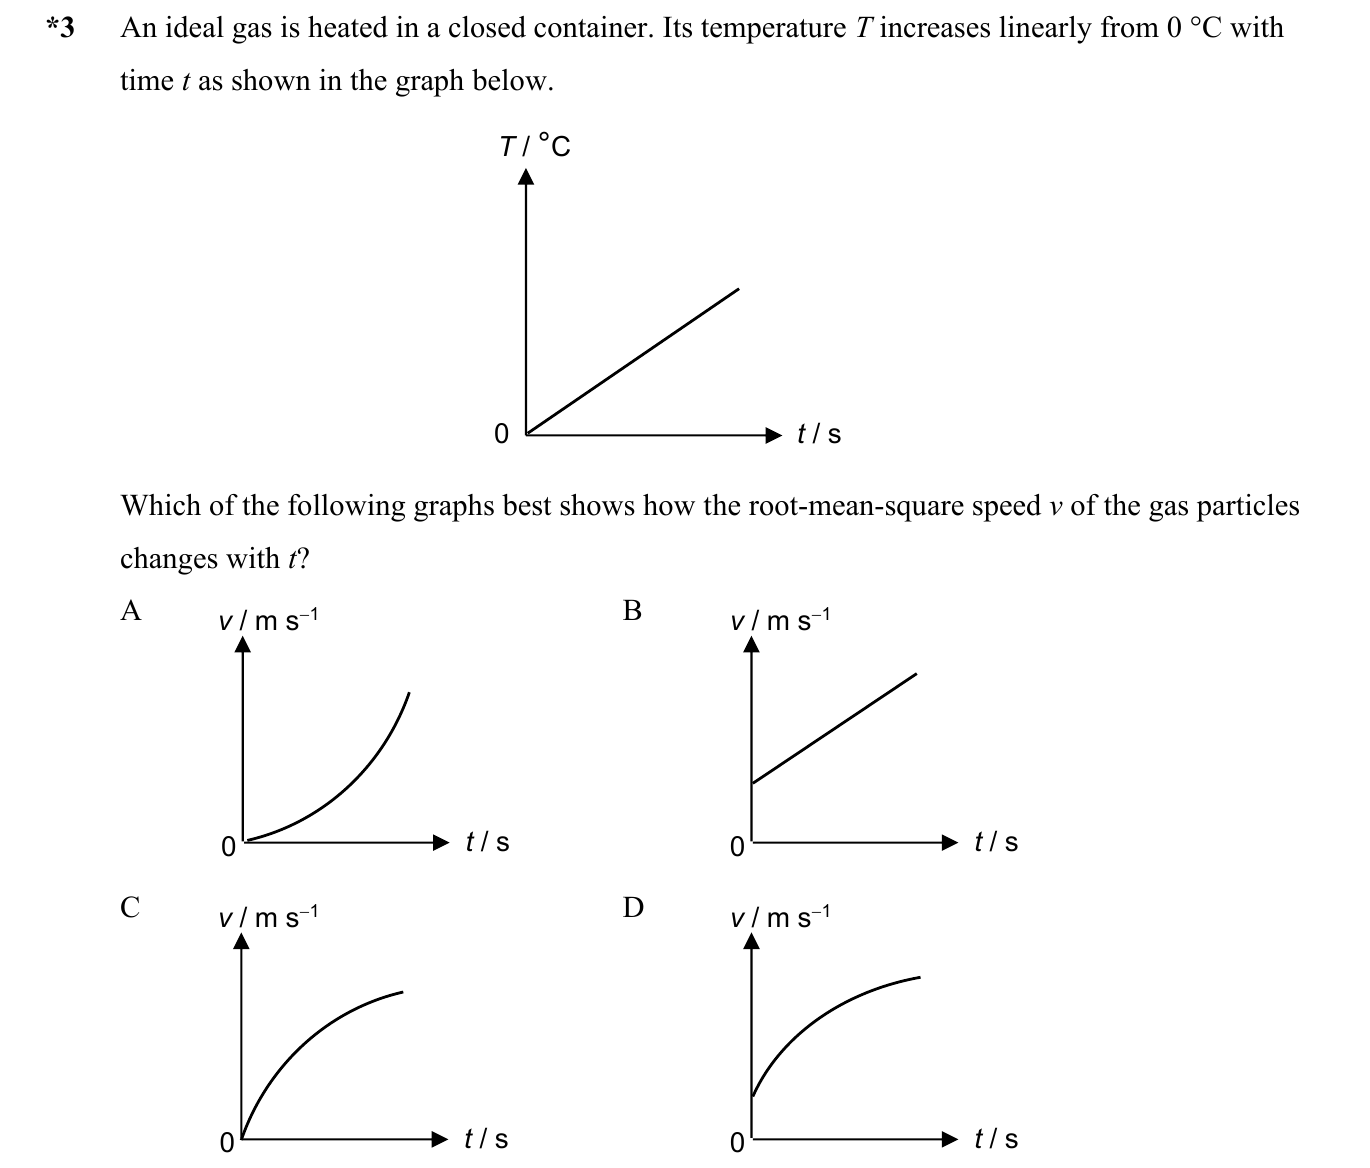 *3 An ideal gas is heated in a closed container. Its temperature T increases linearly from 0 °C with
time t as shown in the graph below.
T / °C
0
t / s
Which of the following graphs best shows how the root-mean-square speed v of the gas particles
changes with t?
A
v / m s⁻¹
0
t / s
B
v / m s⁻¹
0
t / s
C
v / m s⁻¹
0
t / s
D
v / m s⁻¹
0
t / s